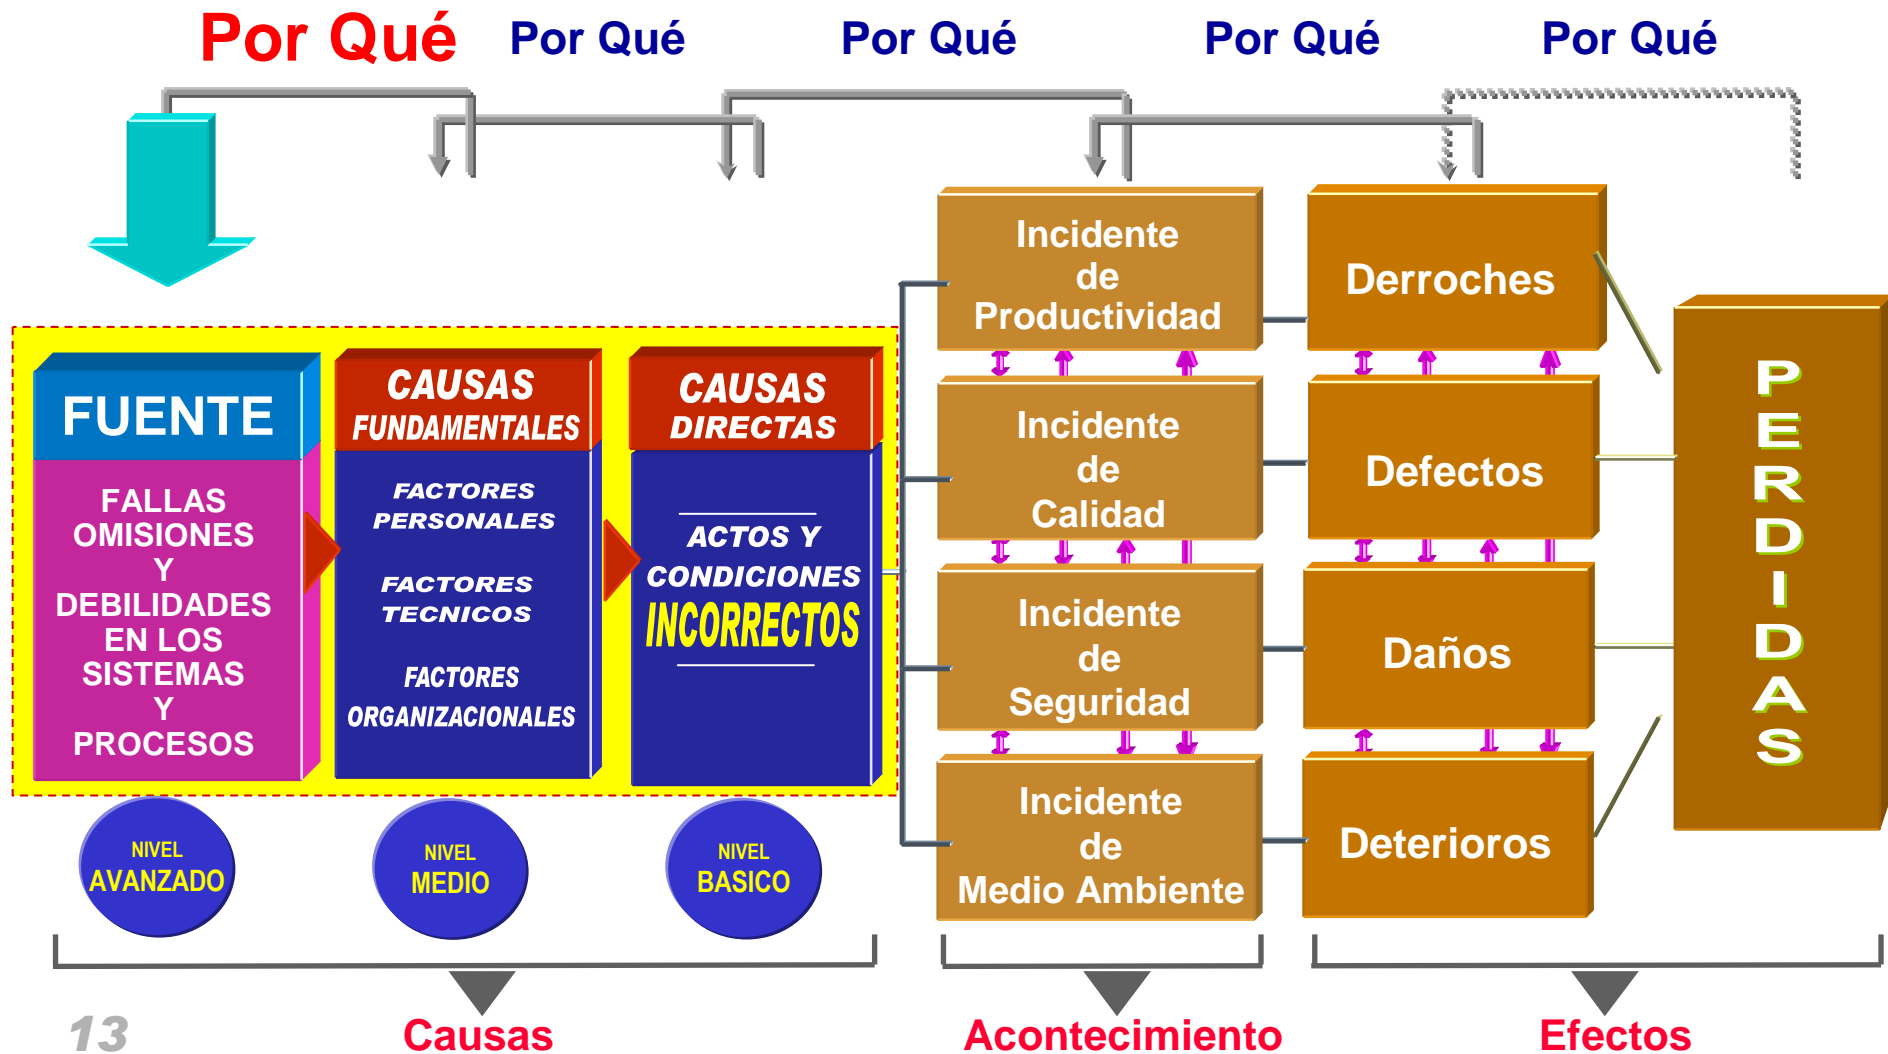 Por Qué
Por Qué
Por Qué
Por Qué
Por Qué
FUENTE
FALLAS
OMISIONES
Y
DEBILIDADES
EN LOS
SISTEMAS
Y
PROCESOS
CAUSAS
FUNDAMENTALES
FACTORES
PERSONALES
FACTORES
TECNICOS
FACTORES
ORGANIZACIONALES
CAUSAS
DIRECTAS
ACTOS Y
CONDICIONES
INCORRECTOS
Incidente
de
Productividad
Incidente
de
Calidad
Incidente
de
Seguridad
Incidente
de
Medio Ambiente
Derroches
Defectos
Daños
Deterioros
PERDIDAS
NIVEL
AVANZADO
NIVEL
MEDIO
NIVEL
BASICO
13
Causas
Acontecimiento
Efectos